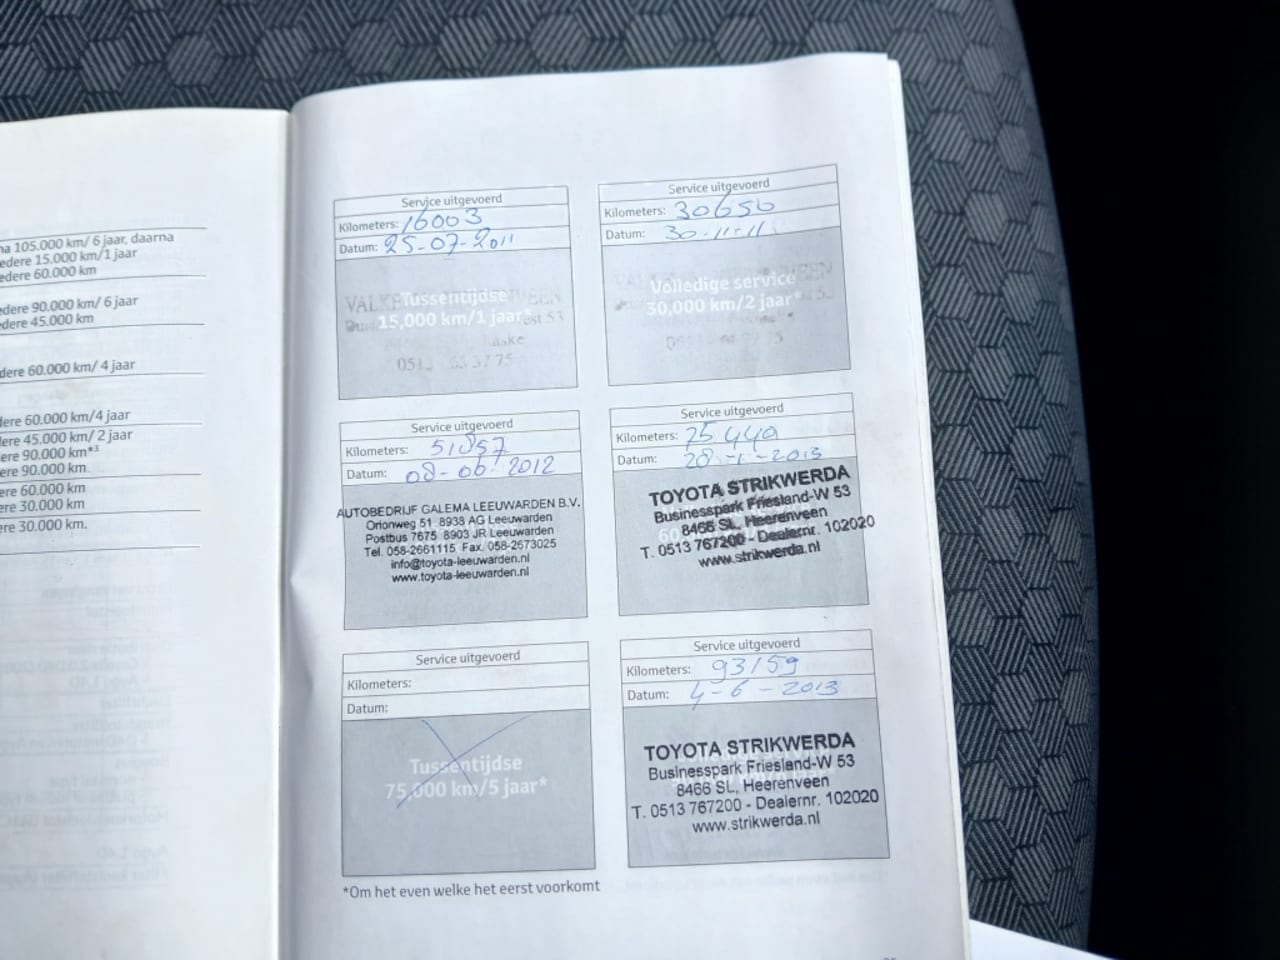 na 105.000 km/ 6 jaar, daarna
edere 15.000 km/1 jaar
edere 60.000 km
edere 90.000 km/ 6 jaar
edere 45.000 km
dere 60.000 km/ 4 jaar
dere 60.000 km/4 jaar
dere 45.000 km/ 2 jaar
dere 90.000 km*³
dere 90.000 km
dere 60.000 km
dere 30.000 km
dere 30.000 km.
Service uitgevoerd
Kilometers: 16003
Datum: 25-07-2011
Tussentijdse
15,000 km/1 jaar*
Service uitgevoerd
Kilometers: 30650
Datum: 30-11-11
Volledige service
30,000 km/2 jaar*
Service uitgevoerd
Kilometers: 51857
Datum: 08-06-2012
AUTOBEDRIJF GALEMA LEEUWARDEN B.V.
Orionweg 51 8938 AG Leeuwarden
Postbus 7675 8903 JR Leeuwarden
Tel. 058-2661115 Fax. 058-2673025
info@toyota-leeuwarden.nl
www.toyota-leeuwarden.nl
Service uitgevoerd
Kilometers: 75440
Datum: 28-1-2013
TOYOTA STRIKWERDA
Businesspark Friesland-W 53
8466 SL, Heerenveen
T. 0513 767200 - Dealernr. 102020
www.strikwerda.nl
Service uitgevoerd
Kilometers:
Datum:
Tussentijdse
75,000 km/5 jaar*
Service uitgevoerd
Kilometers: 93159
Datum: 4-6-2013
TOYOTA STRIKWERDA
Businesspark Friesland-W 53
8466 SL, Heerenveen
T. 0513 767200 - Dealernr. 102020
www.strikwerda.nl
*Om het even welke het eerst voorkomt